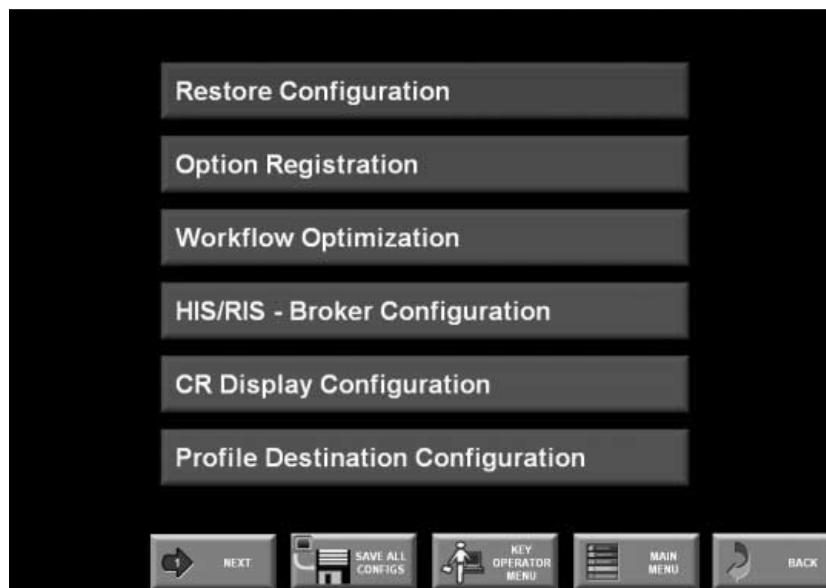 Restore Configuration
Option Registration
Workflow Optimization
HIS/RIS - Broker Configuration
CR Display Configuration
Profile Destination Configuration
1
NEXT
SAVE ALL
CONFIGS
KEY
OPERATOR
MENU
MAIN
MENU
BACK